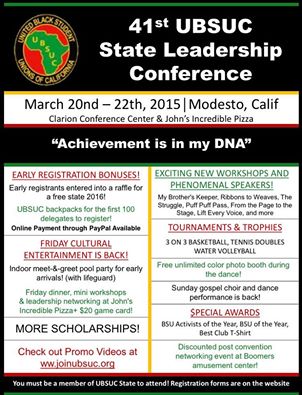 UNITED BLACK STUDENT
UBSUC
UNIONS OF CALIFORNIA
41st UBSUC
State Leadership
Conference
March 20nd – 22th, 2015|Modesto, Calif
Clarion Conference Center & John's Incredible Pizza
"Achievement is in my DNA"
EARLY REGISTRATION BONUSES!
Early registrants entered into a raffle for
a free state 2016!
UBSUC backpacks for the first 100
delegates to register!
Online Payment through PayPal Available
FRIDAY CULTURAL
ENTERTAINMENT IS BACK!
Indoor meet-&-greet pool party for early
arrivals! (with lifeguard)
Friday dinner, mini workshops
& leadership networking at John's
Incredible Pizza+ $20 game card!
MORE SCHOLARSHIPS!
Check out Promo Videos at
ww.joinubsuc.org
EXCITING NEW WORKSHOPS AND
PHENOMENAL SPEAKERS!
My Brother's Keeper, Ribbons to Weaves, The
Struggle, Puff Puff Pass, From the Page to the
Stage, Lift Every Voice, and more
TOURNAMENTS & TROPHIES
3 ON 3 BASKETBALL, TENNIS DOUBLES
WATER VOLLEYBALL
Free unlimited color photo booth during
the dance!
Sunday gospel choir and dance
performance is back!
SPECIAL AWARDS
BSU Activists of the Year, BSU of the Year,
Best Club T-Shirt
Discounted post convention
networking event at Boomers
amusement center!
You must be a member of UBSUC State to attend! Registration forms are on the website